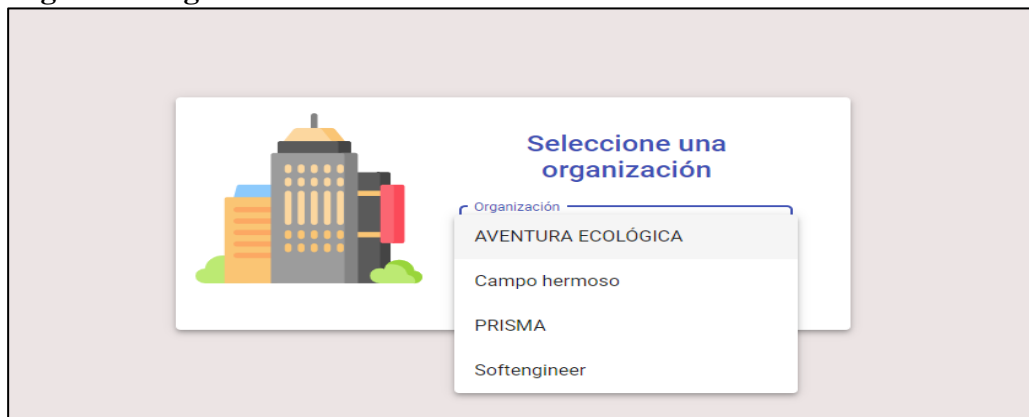 Seleccione una
organización
Organización
AVENTURA ECOLÓGICA
Campo hermoso
PRISMA
Softengineer